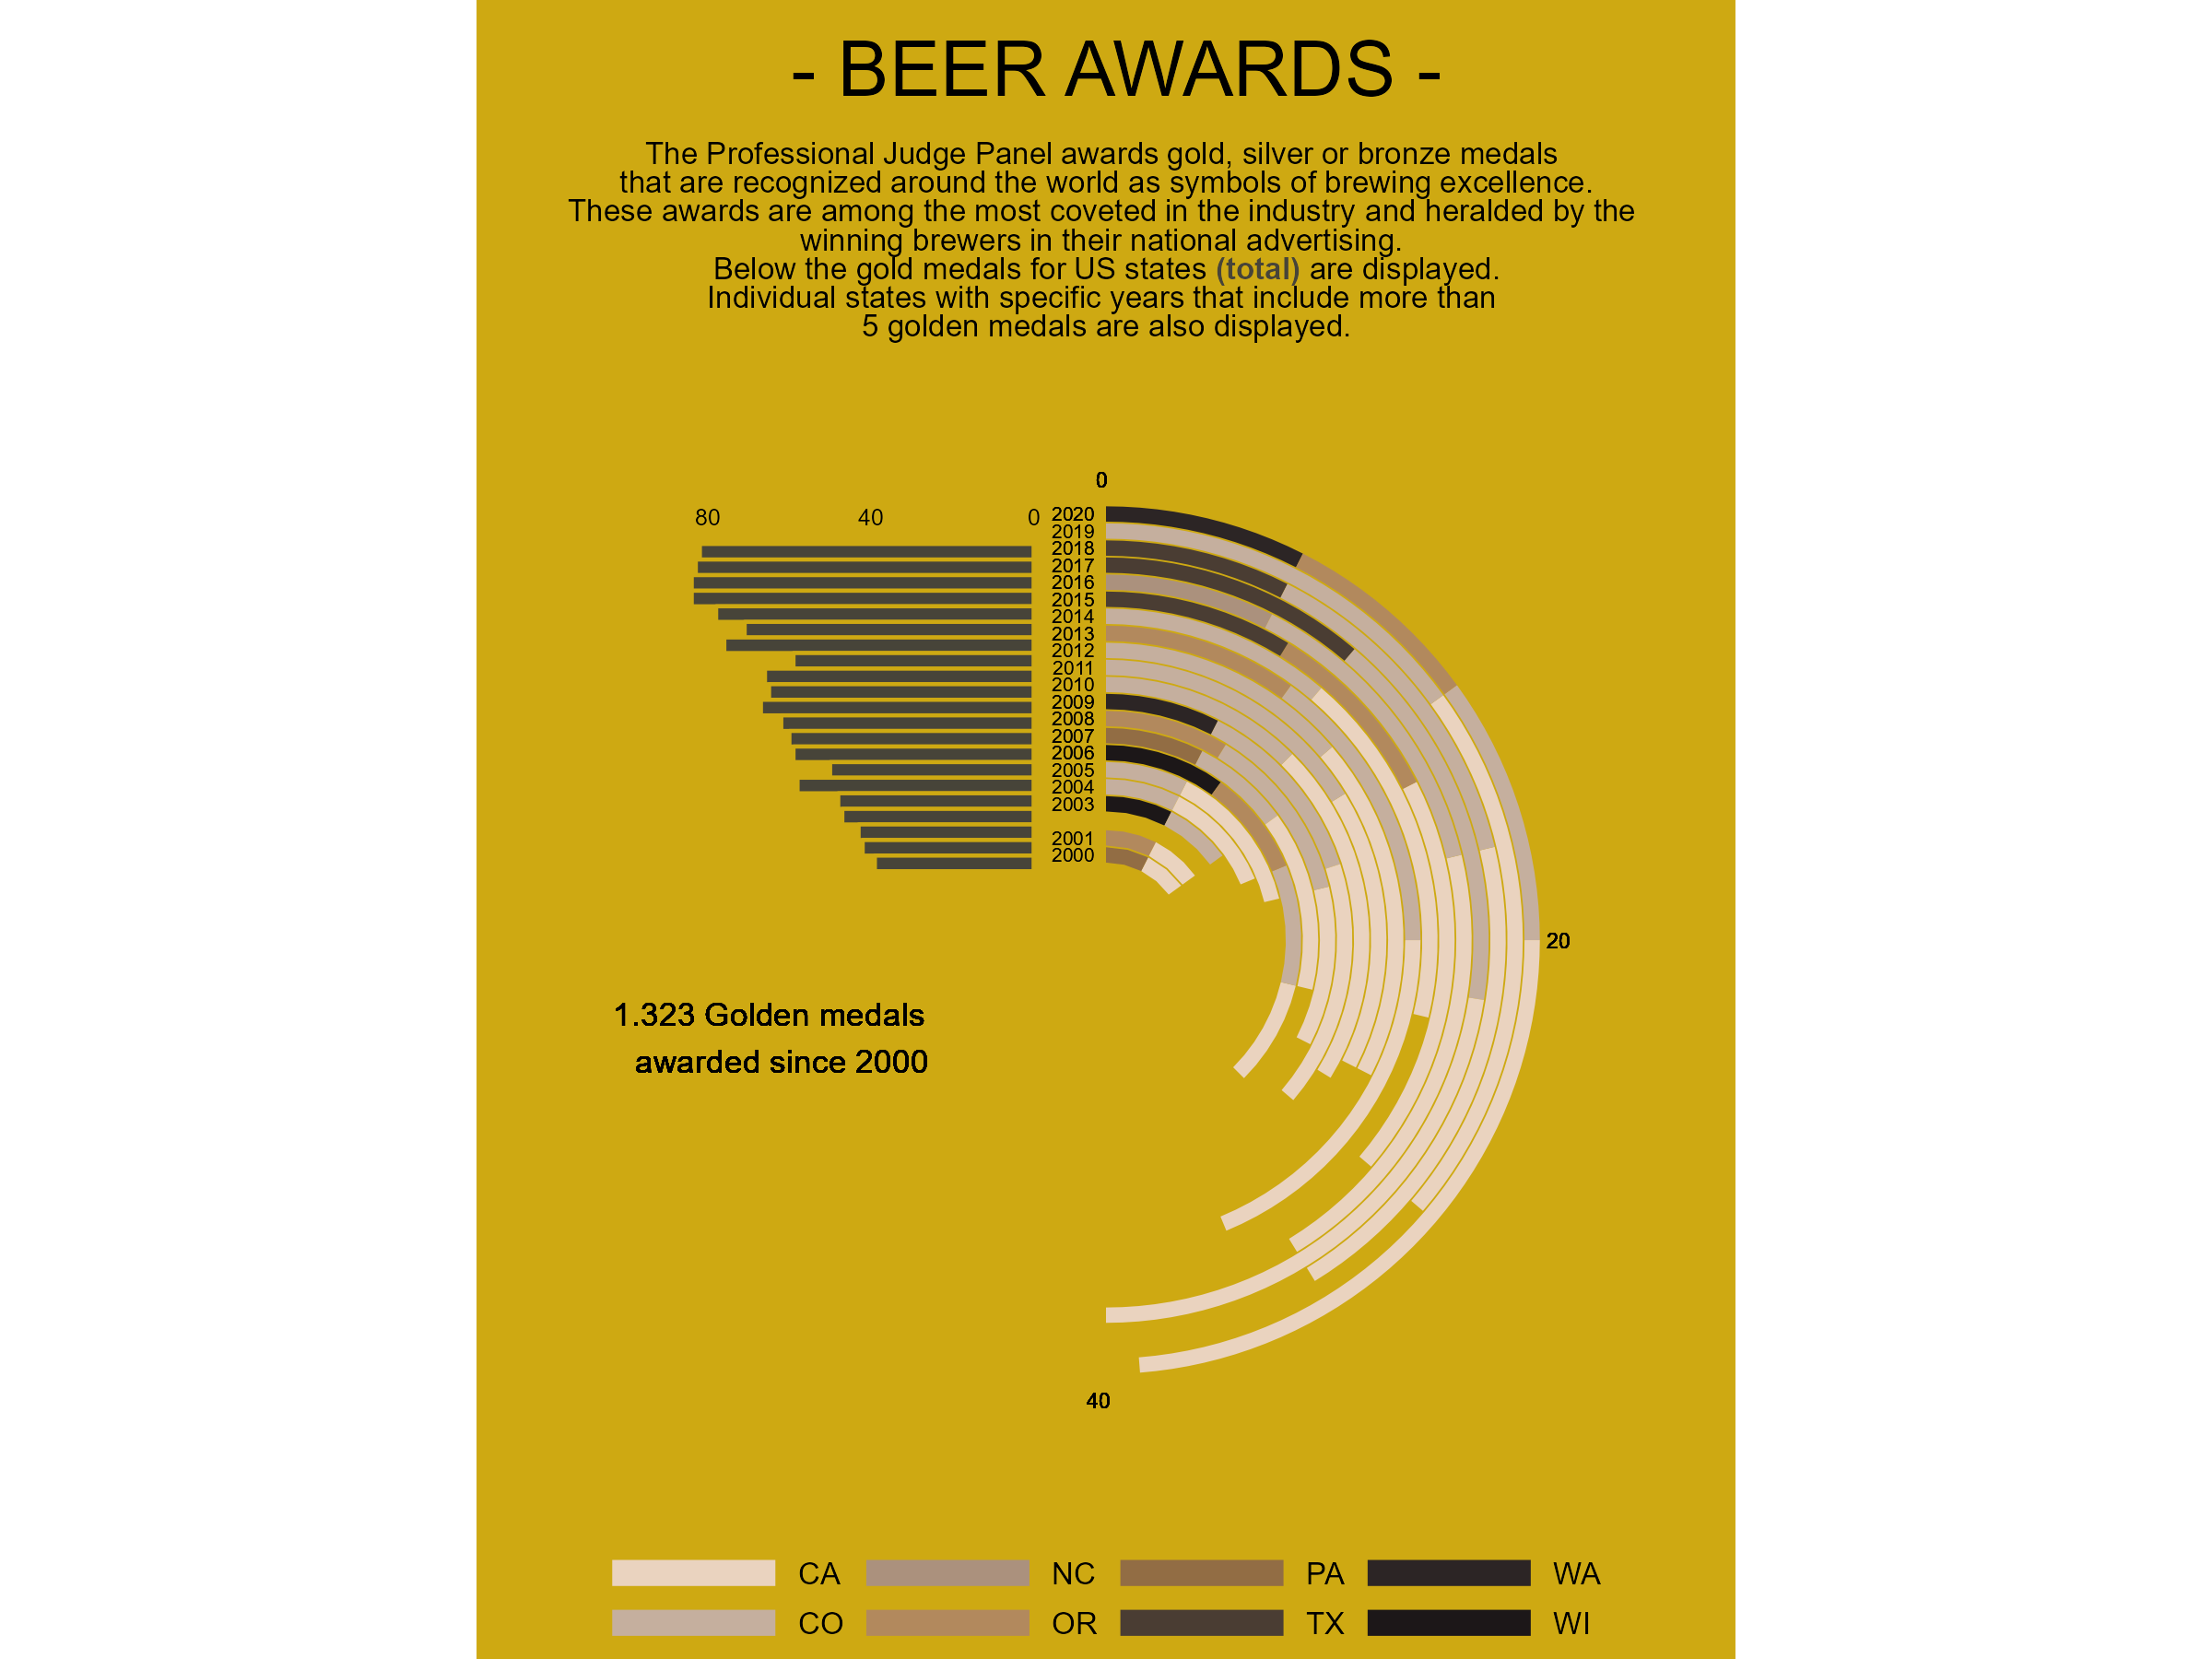 - BEER AWARDS -
The Professional Judge Panel awards gold, silver or bronze medals
that are recognized around the world as symbols of brewing excellence.
These awards are among the most coveted in the industry and heralded by the
winning brewers in their national advertising.
Below the gold medals for US states (total) are displayed.
Individual states with specific years that include more than
5 golden medals are also displayed.
0
80 40 0
2020
2019
2018
2017
2016
2015
2014
2013
2012
2011
2010
2009
2008
2007
2006
2005
2004
2003
2001
2000
20
1.323 Golden medals
awarded since 2000
40
CA NC PA WA
CO OR TX WI